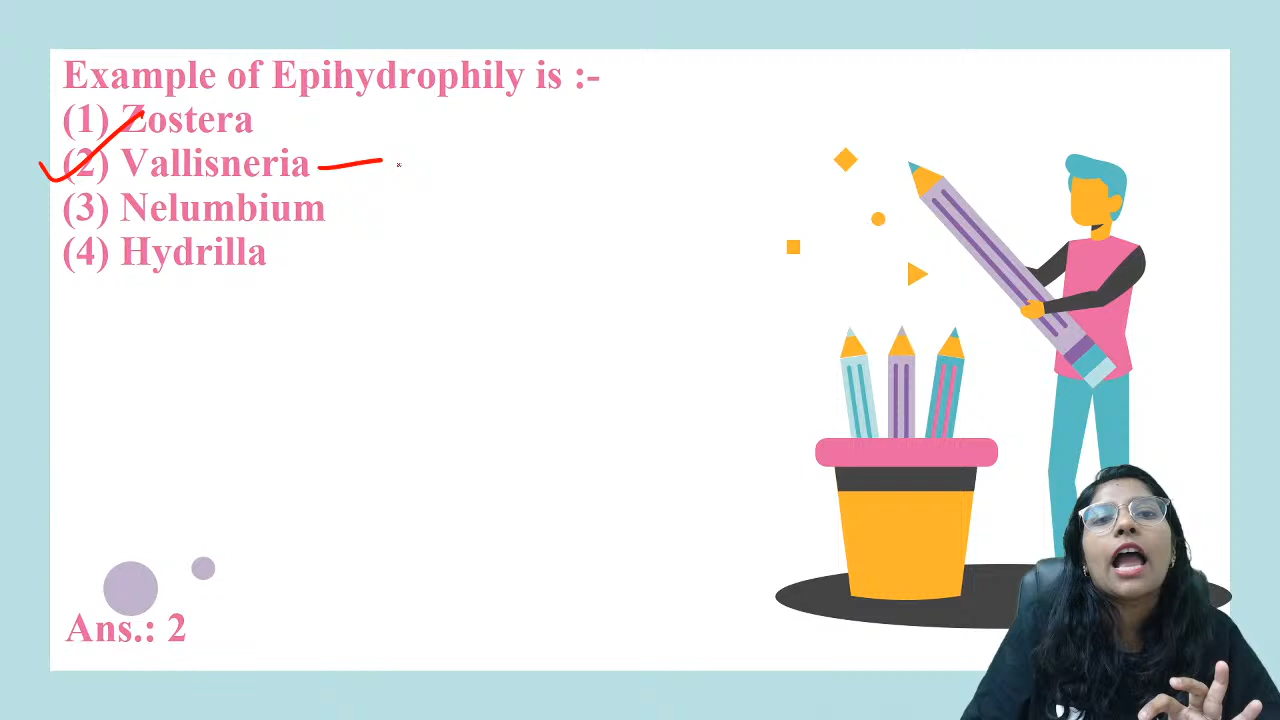 Example of Epihydrophily is :-
(1) Zostera
(2) Vallisneria
(3) Nelumbium
(4) Hydrilla
Ans.: 2